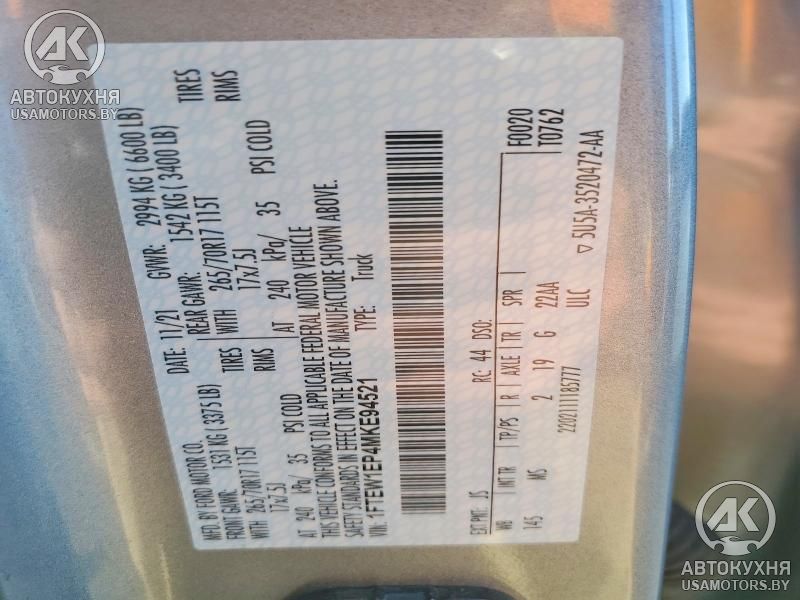 AK
АВТОКУХНЯ
USAMOTORS.BY
MFD. BY FORD MOTOR CO. DATE: 11/21 GVWR: 2994 KG ( 6600 LB)
FRONT GAWR: 1531 KG ( 3375 LB) REAR GAWR: 1542 KG ( 3400 LB)
WITH 265/70R17 115T TIRES WITH 265/70R17 115T TIRES
17x7.5J RIMS 17x7.5J RIMS
AT 240 kPa/ 35 PSI COLD AT 240 kPa/ 35 PSI COLD
THIS VEHICLE CONFORMS TO ALL APPLICABLE FEDERAL MOTOR VEHICLE
SAFETY STANDARDS IN EFFECT ON THE DATE OF MANUFACTURE SHOWN ABOVE.
VIN: 1FTEW1EP4MKE94521 TYPE: Truck
EXT PNT: JS RC: 44 DSO: F0020
T0762
WB INT TR TP/PS R AXLE TR SPR
145 MS 2 19 G 22AA
2202111185777 ULC
▽ 5U5A-3520472-AA
AK
АВТОКУХНЯ
USAMOTORS.BY